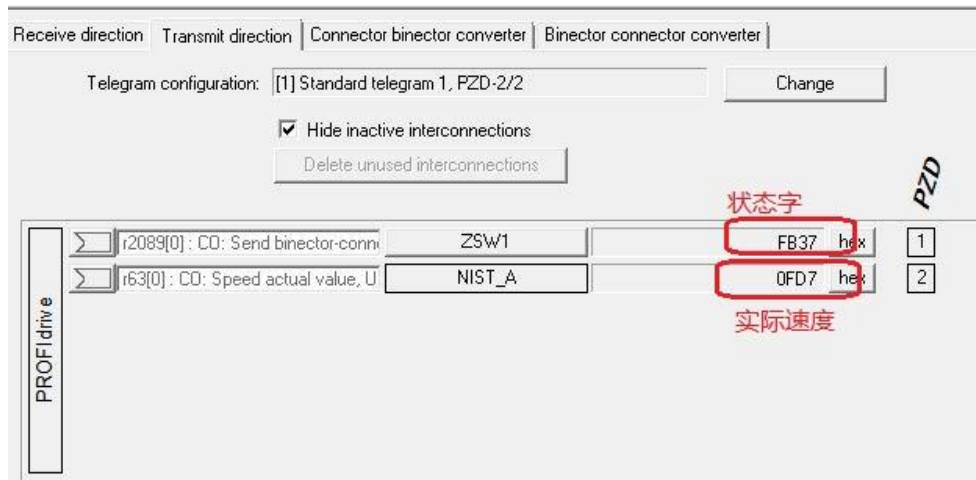 Receive direction Transmit direction Connector binector converter Binector connector converter
Telegram configuration: [1] Standard telegram 1, PZD-2/2 Change
Hide inactive interconnections
Delete unused interconnections
PZD
状态字
r2089[0] : CO: Send binector-conne ZSW1 FB37 hex 1
r63[0] : CO: Speed actual value, U NIST_A 0FD7 hex 2
实际速度
PROFIdrive